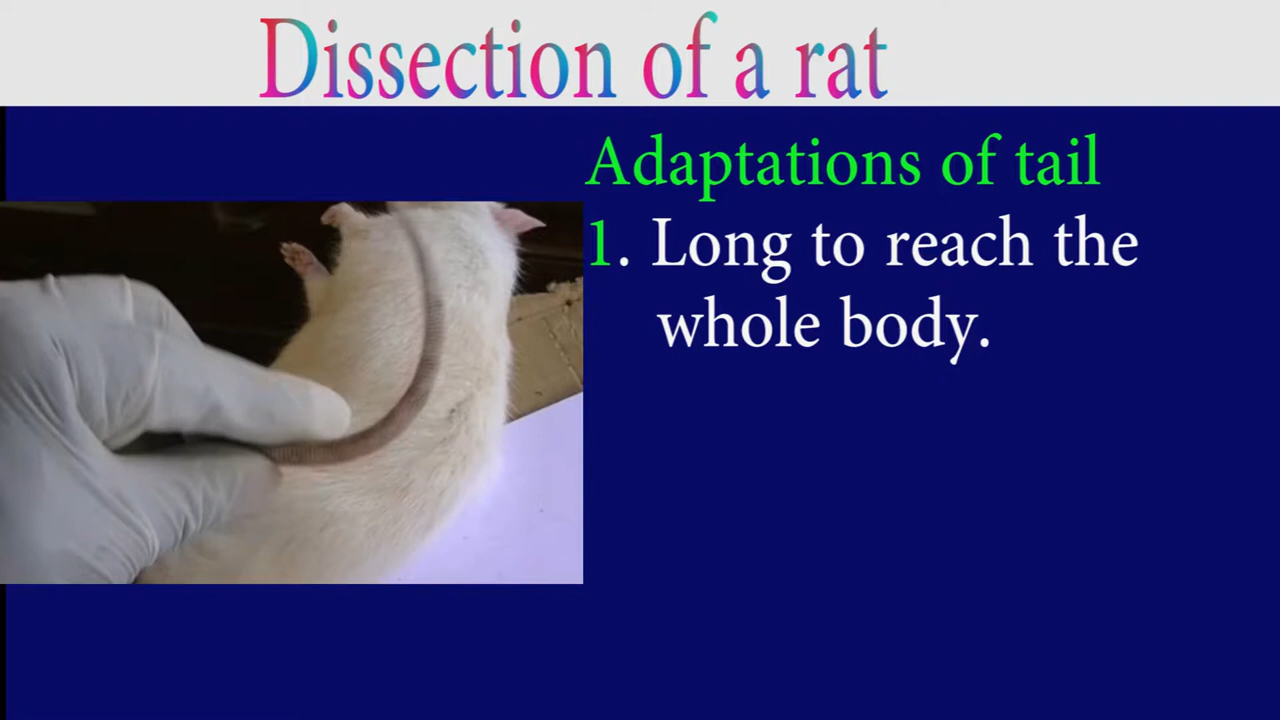 Dissection of a rat
Adaptations of tail
1. Long to reach the
whole body.